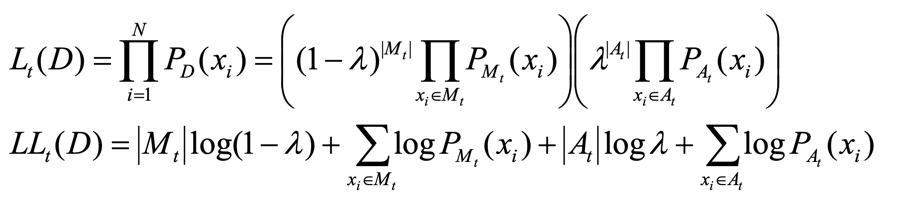 L_t(D) = ∏_{i=1}^{N} P_D(x_i) = ( (1 − λ)^{|M_t|} ∏_{x_i∈M_t} P_{M_t}(x_i) ) ( λ^{|A_t|} ∏_{x_i∈A_t} P_{A_t}(x_i) )
LL_t(D) = |M_t| log(1 − λ) + ∑_{x_i∈M_t} log P_{M_t}(x_i) + |A_t| log λ + ∑_{x_i∈A_t} log P_{A_t}(x_i)